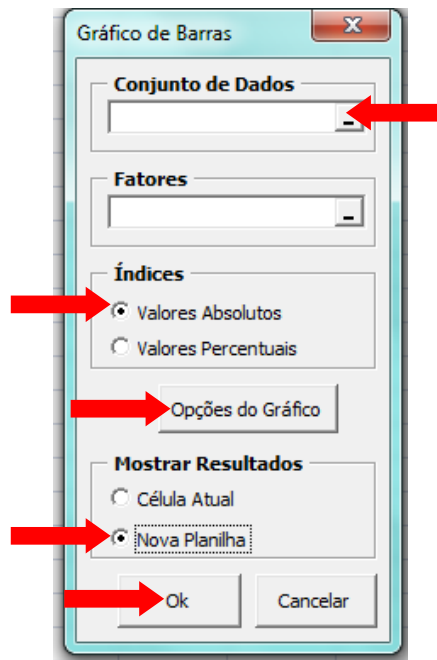 Gráfico de Barras
Conjunto de Dados
Fatores
Índices
Valores Absolutos
Valores Percentuais
Opções do Gráfico
Mostrar Resultados
Célula Atual
Nova Planilha
Ok
Cancelar